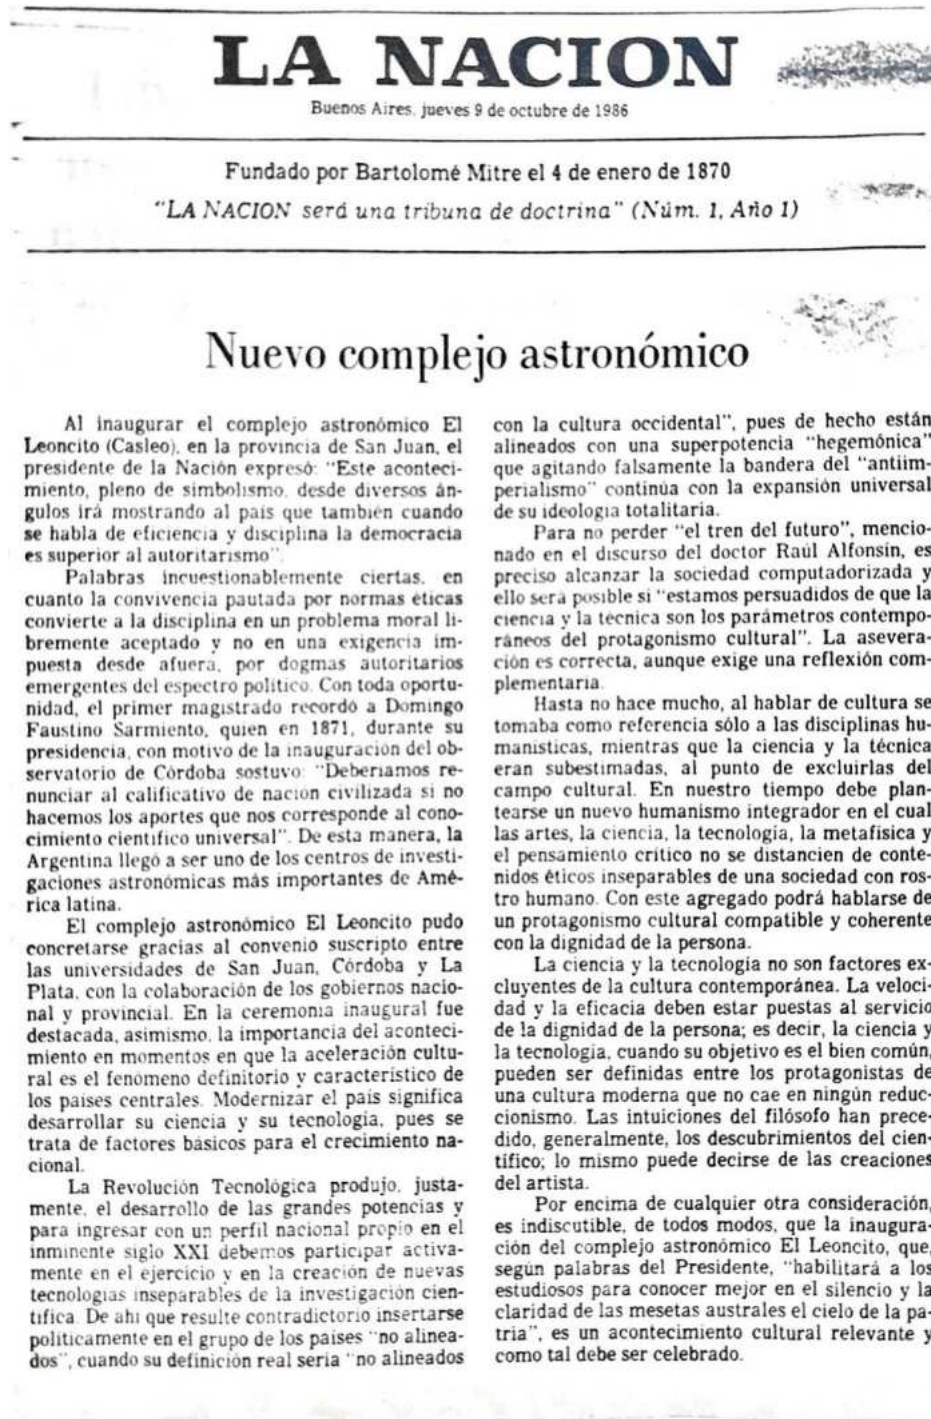 LA NACION
Buenos Aires, jueves 9 de octubre de 1986
Fundado por Bartolomé Mitre el 4 de enero de 1870
"LA NACION será una tribuna de doctrina" (Núm. 1, Año 1)
Nuevo complejo astronómico
Al inaugurar el complejo astronómico El
Leoncito (Casleo), en la provincia de San Juan, el
presidente de la Nación expresó: "Este aconteci-
miento, pleno de simbolismo, desde diversos án-
gulos irá mostrando al país que también cuando
se habla de eficiencia y disciplina la democracia
es superior al autoritarismo".
Palabras incuestionablemente ciertas, en
cuanto la convivencia pautada por normas éticas
convierte a la disciplina en un problema moral li-
bremente aceptado y no en una exigencia im-
puesta desde afuera, por dogmas autoritarios
emergentes del espectro político. Con toda oportu-
nidad, el primer magistrado recordó a Domingo
Faustino Sarmiento, quien en 1871, durante su
presidencia, con motivo de la inauguración del ob-
servatorio de Córdoba sostuvo: "Deberíamos re-
nunciar al calificativo de nación civilizada si no
hacemos los aportes que nos corresponde al cono-
cimiento científico universal". De esta manera, la
Argentina llegó a ser uno de los centros de investi-
gaciones astronómicas más importantes de Amé-
rica latina.
El complejo astronómico El Leoncito pudo
concretarse gracias al convenio suscripto entre
las universidades de San Juan, Córdoba y La
Plata, con la colaboración de los gobiernos nacio-
nal y provincial. En la ceremonia inaugural fue
destacada, asimismo, la importancia del aconteci-
miento en momentos en que la aceleración cultu-
ral es el fenómeno definitorio y característico de
los países centrales. Modernizar el país significa
desarrollar su ciencia y su tecnología, pues se
trata de factores básicos para el crecimiento na-
cional.
La Revolución Tecnológica produjo, justa-
mente, el desarrollo de las grandes potencias y
para ingresar con un perfil nacional propio en el
inminente siglo XXI debemos participar activa-
mente en el ejercicio y en la creación de nuevas
tecnologías inseparables de la investigación cien-
tífica. De ahí que resulte contradictorio insertarse
políticamente en el grupo de los países "no alinea-
dos", cuando su definición real sería "no alineados
con la cultura occidental", pues de hecho están
alineados con una superpotencia "hegemónica"
que agitando falsamente la bandera del "antiim-
perialismo" continúa con la expansión universal
de su ideología totalitaria.
Para no perder "el tren del futuro", mencio-
nado en el discurso del doctor Raúl Alfonsín, es
preciso alcanzar la sociedad computadorizada y
ello será posible si "estamos persuadidos de que la
ciencia y la técnica son los parámetros contempo-
ráneos del protagonismo cultural". La asevera-
ción es correcta, aunque exige una reflexión com-
plementaria.
Hasta no hace mucho, al hablar de cultura se
tomaba como referencia sólo a las disciplinas hu-
manísticas, mientras que la ciencia y la técnica
eran subestimadas, al punto de excluirlas del
campo cultural. En nuestro tiempo debe plan-
tearse un nuevo humanismo integrador en el cual
las artes, la ciencia, la tecnología, la metafísica y
el pensamiento crítico no se distancien de conte-
nidos éticos inseparables de una sociedad con ros-
tro humano. Con este agregado podrá hablarse de
un protagonismo cultural compatible y coherente
con la dignidad de la persona.
La ciencia y la tecnología no son factores ex-
cluyentes de la cultura contemporánea. La veloci-
dad y la eficacia deben estar puestas al servicio
de la dignidad de la persona; es decir, la ciencia y
la tecnología, cuando su objetivo es el bien común,
pueden ser definidas entre los protagonistas de
una cultura moderna que no cae en ningún reduc-
cionismo. Las intuiciones del filósofo han prece-
dido, generalmente, los descubrimientos del cien-
tífico; lo mismo puede decirse de las creaciones
del artista.
Por encima de cualquier otra consideración,
es indiscutible, de todos modos, que la inaugura-
ción del complejo astronómico El Leoncito, que,
según palabras del Presidente, "habilitará a los
estudiosos para conocer mejor en el silencio y la
claridad de las mesetas australes el cielo de la pa-
tria", es un acontecimiento cultural relevante y
como tal debe ser celebrado.